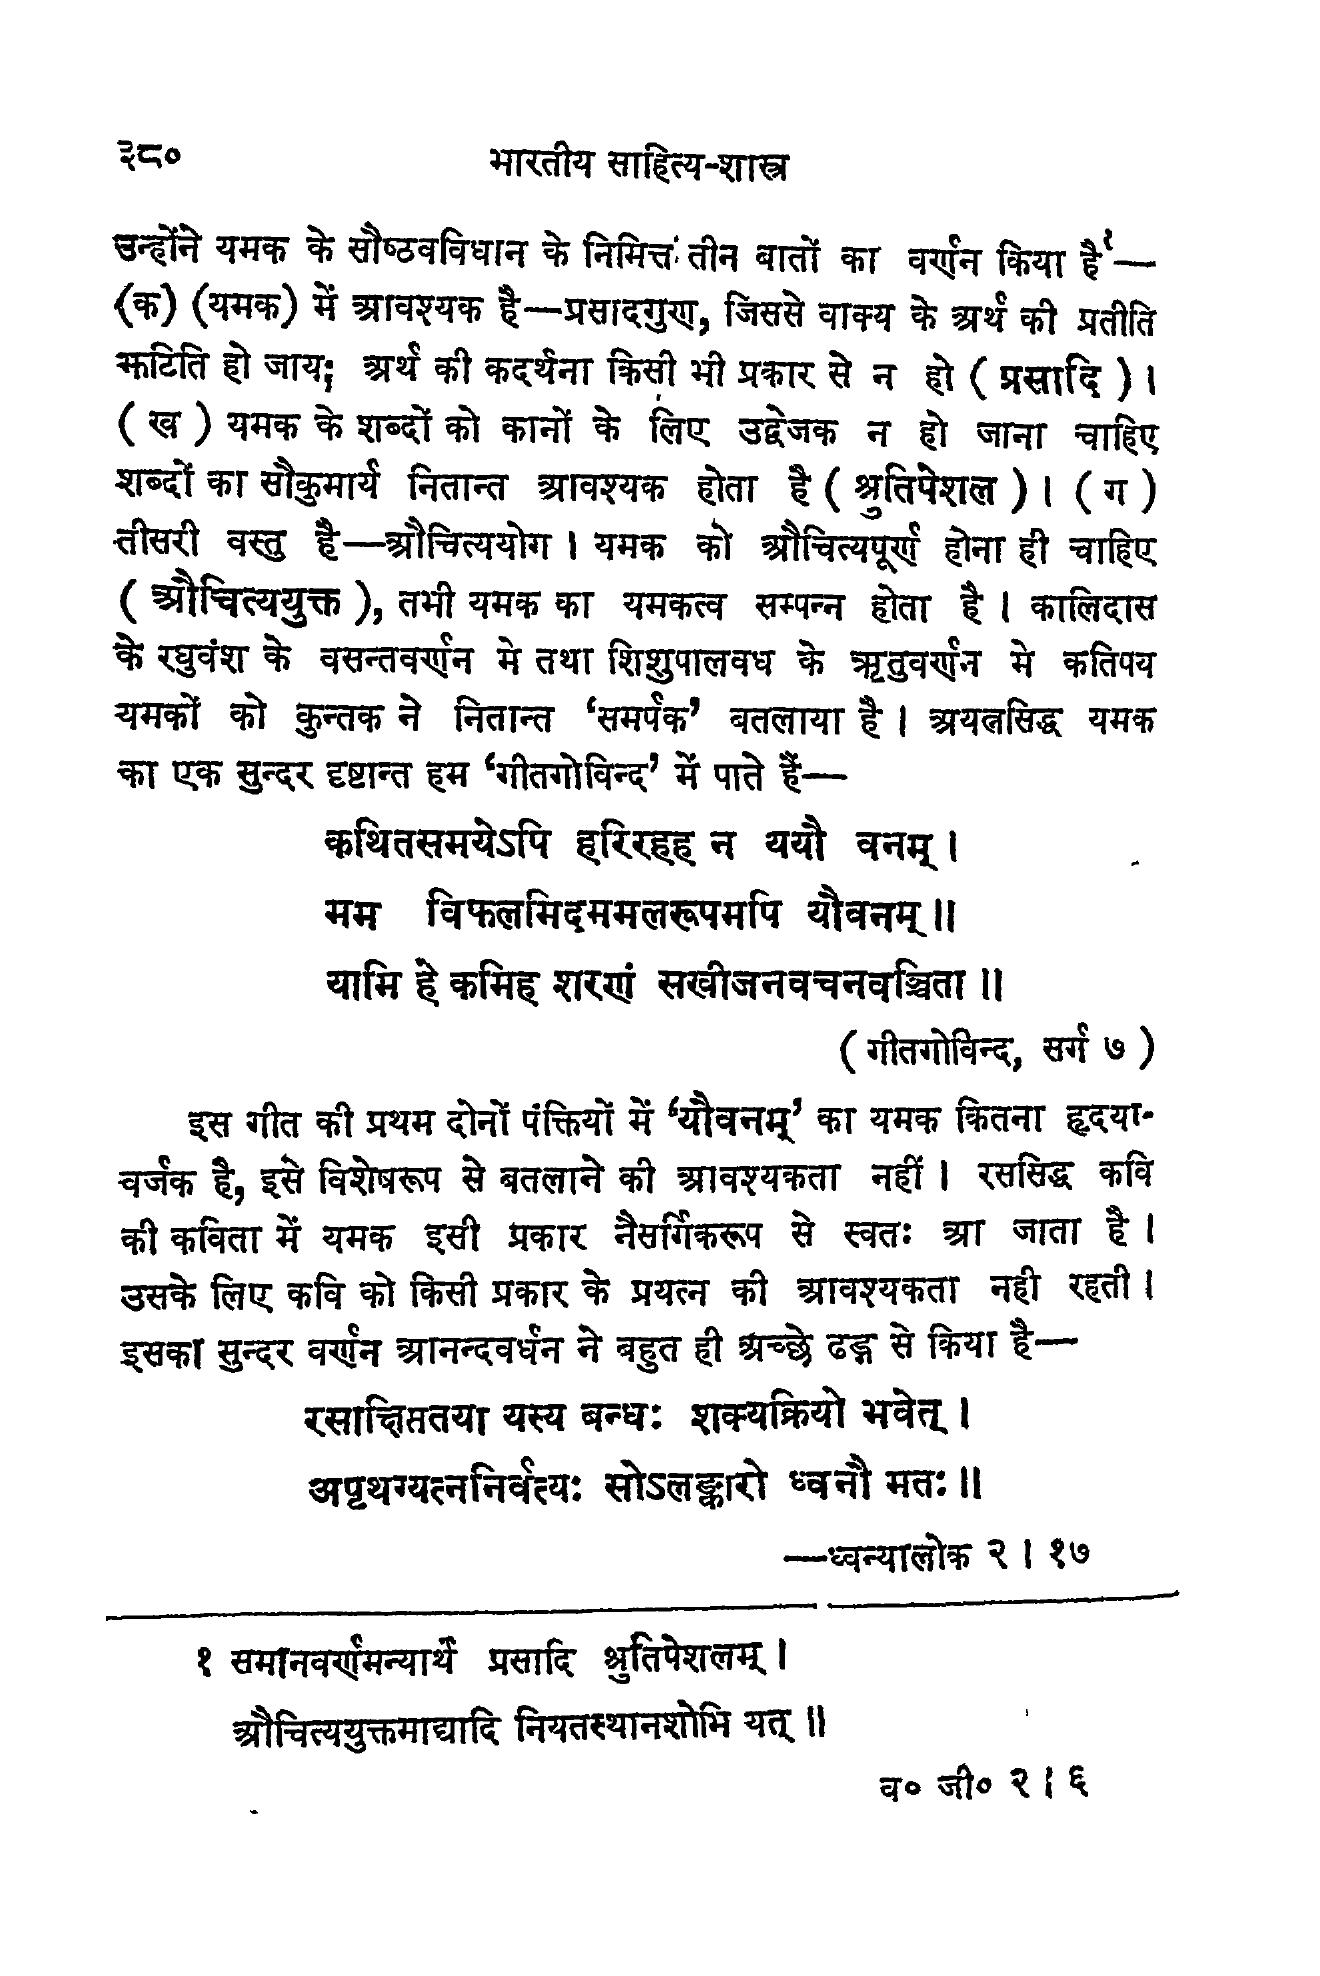 ३८०
भारतीय साहित्य-शास्त्र
उन्होंने यमक के सौष्ठवविधान के निमित्त तीन बातों का वर्णन किया है१—
(क) (यमक) में आवश्यक है—प्रसादगुण, जिससे वाक्य के अर्थ की प्रतीति
झटिति हो जाय; अर्थ की कदर्थना किसी भी प्रकार से न हो ( प्रसादि )।
( ख ) यमक के शब्दों को कानों के लिए उद्वेजक न हो जाना चाहिए
शब्दों का सौकुमार्य नितान्त आवश्यक होता है ( श्रुतिपेशल )। ( ग )
तीसरी वस्तु है—औचित्ययोग। यमक को औचित्यपूर्ण होना ही चाहिए
( औचित्ययुक्त ), तभी यमक का यमकत्व सम्पन्न होता है। कालिदास
के रघुवंश के वसन्तवर्णन मे तथा शिशुपालवध के ऋतुवर्णन मे कतिपय
यमकों को कुन्तक ने नितान्त ‘समर्पक’ बतलाया है। अयत्नसिद्ध यमक
का एक सुन्दर दृष्टान्त हम ‘गीतगोविन्द’ में पाते हैं—
कथितसमयेऽपि हरिरहह न ययौ वनम्।
मम विफलमिदममलरूपमपि यौवनम्॥
यामि हे कमिह शरणं सखीजनवचनवञ्चिता॥
( गीतगोविन्द, सर्ग ७ )
इस गीत की प्रथम दोनों पंक्तियों में ‘यौवनम्’ का यमक कितना हृदया-
वर्जक है, इसे विशेषरूप से बतलाने की आवश्यकता नहीं। रससिद्ध कवि
की कविता में यमक इसी प्रकार नैसर्गिकरूप से स्वतः आ जाता है।
उसके लिए कवि को किसी प्रकार के प्रयत्न की आवश्यकता नही रहती।
इसका सुन्दर वर्णन आनन्दवर्धन ने बहुत ही अच्छे ढङ्ग से किया है—
रसाक्षिप्ततया यस्य बन्धः शक्यक्रियो भवेत्।
अपृथग्यत्ननिर्वत्यः सोऽलङ्कारो ध्वनौ मतः॥
—ध्वन्यालोक २।१७
१ समानवर्णमन्यार्थे प्रसादि श्रुतिपेशलम्।
औचित्ययुक्तमाद्यादि नियतस्थानशोभि यत्॥
व० जी० २।६